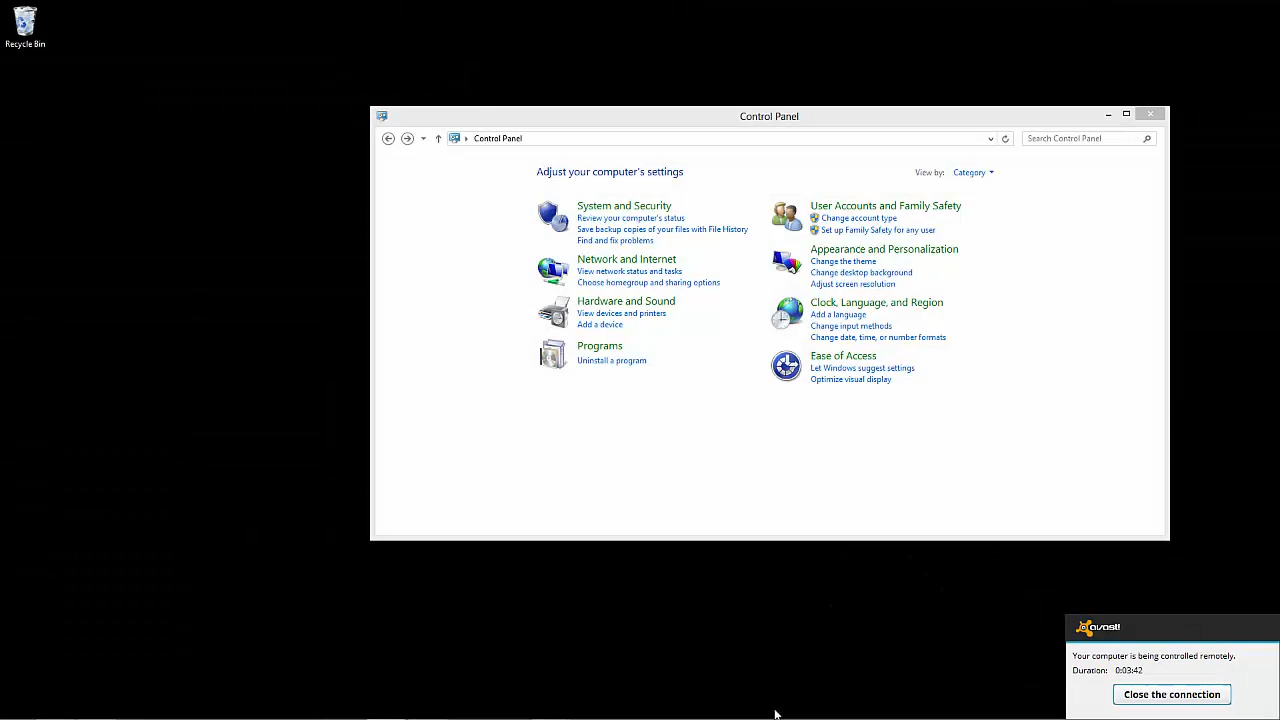 Recycle Bin
Control Panel
Control Panel
Search Control Panel
Adjust your computer's settings
View by: Category
System and Security
Review your computer's status
Save backup copies of your files with File History
Find and fix problems
Network and Internet
View network status and tasks
Choose homegroup and sharing options
Hardware and Sound
View devices and printers
Add a device
Programs
Uninstall a program
User Accounts and Family Safety
Change account type
Set up Family Safety for any user
Appearance and Personalization
Change the theme
Change desktop background
Adjust screen resolution
Clock, Language, and Region
Add a language
Change input methods
Change date, time, or number formats
Ease of Access
Let Windows suggest settings
Optimize visual display
avast!
Your computer is being controlled remotely.
Duration: 0:03:42
Close the connection